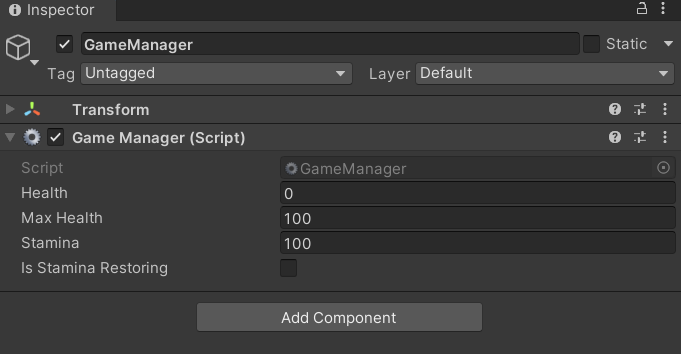 Inspector
GameManager Static
Tag Untagged Layer Default
Transform
Game Manager (Script)
Script GameManager
Health 0
Max Health 100
Stamina 100
Is Stamina Restoring
Add Component